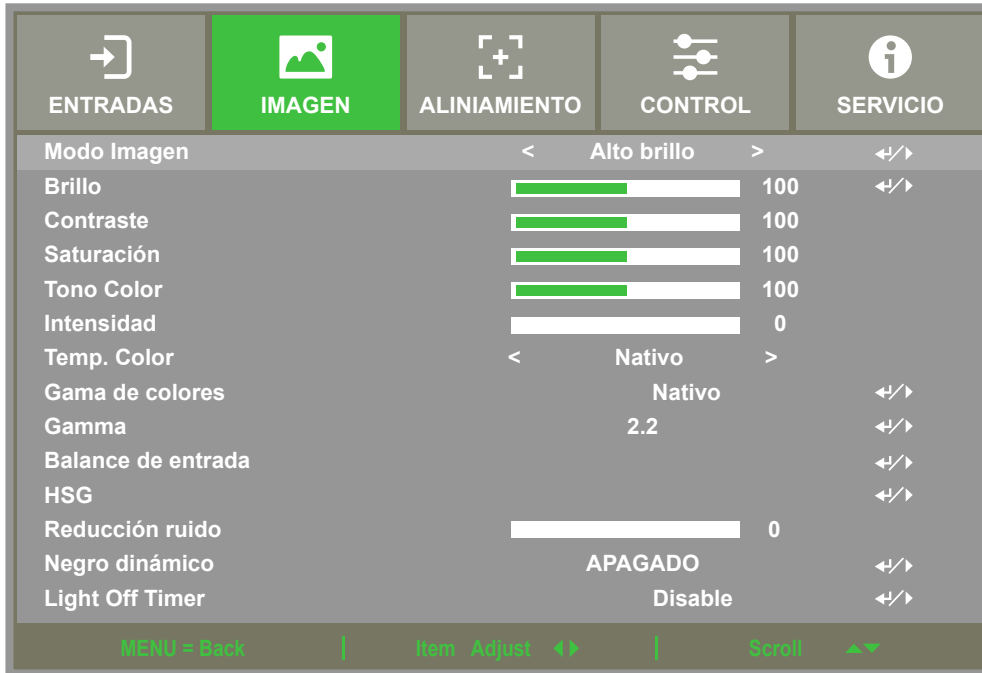 ENTRADAS IMAGEN ALINIAMIENTO CONTROL SERVICIO
Modo Imagen < Alto brillo >
Brillo 100
Contraste 100
Saturación 100
Tono Color 100
Intensidad 0
Temp. Color < Nativo >
Gama de colores Nativo
Gamma 2.2
Balance de entrada
HSG
Reducción ruido 0
Negro dinámico APAGADO
Light Off Timer Disable
MENU = Back Item Adjust Scroll